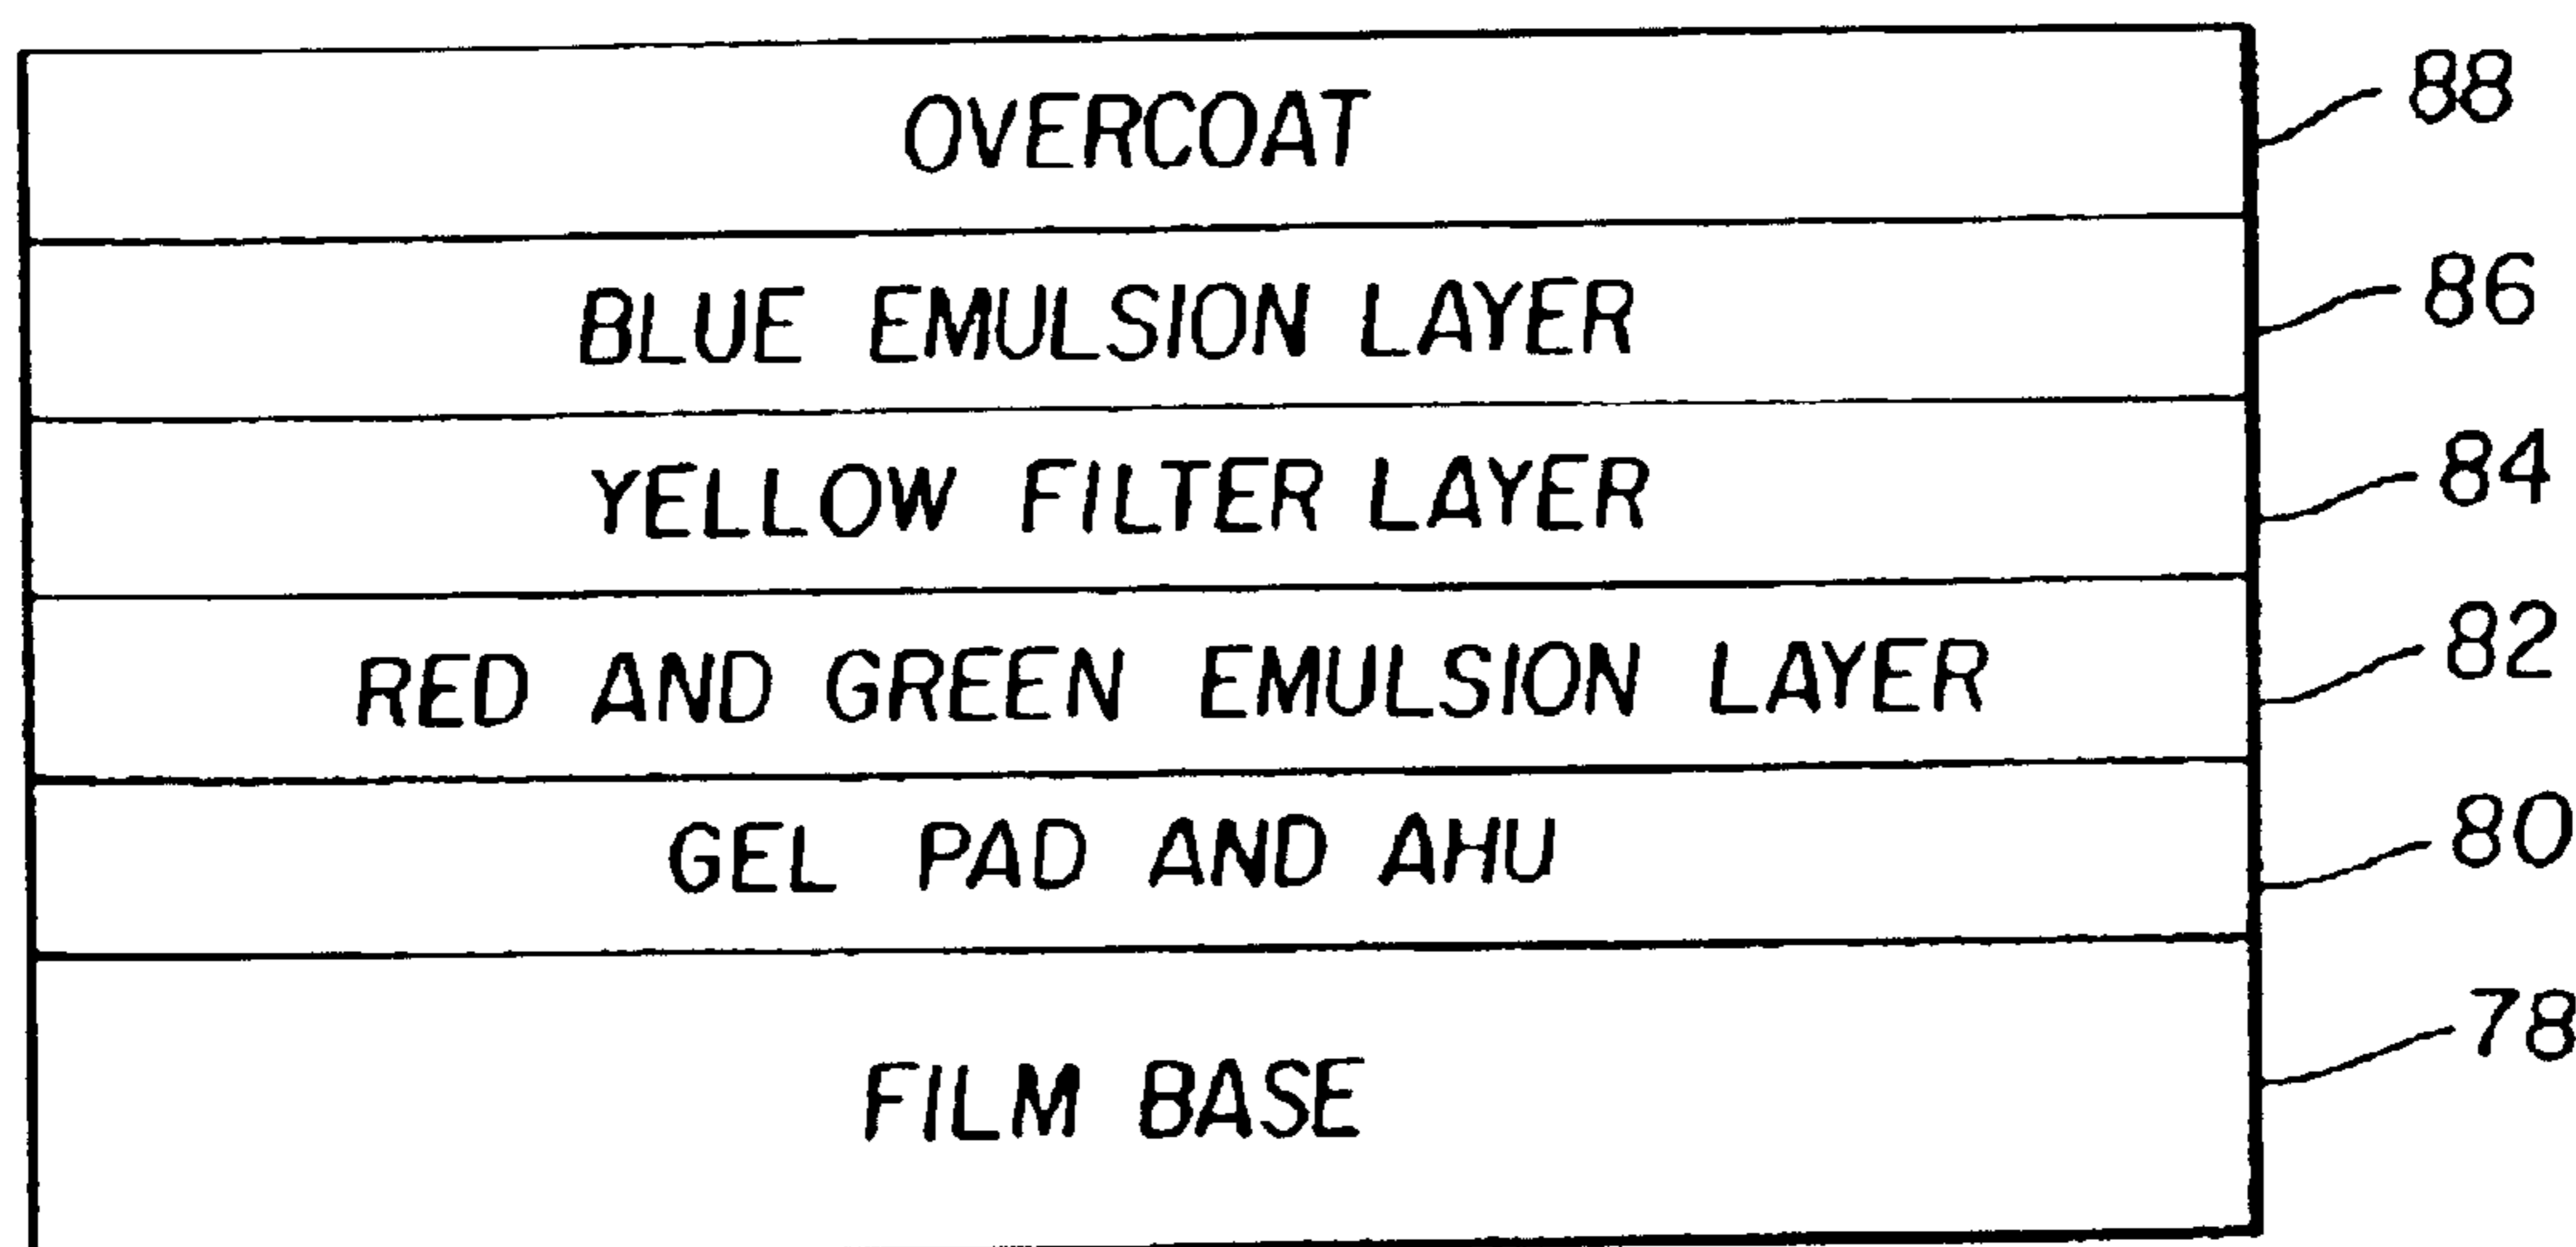 OVERCOAT 88
BLUE EMULSION LAYER 86
YELLOW FILTER LAYER 84
RED AND GREEN EMULSION LAYER 82
GEL PAD AND AHU 80
FILM BASE 78